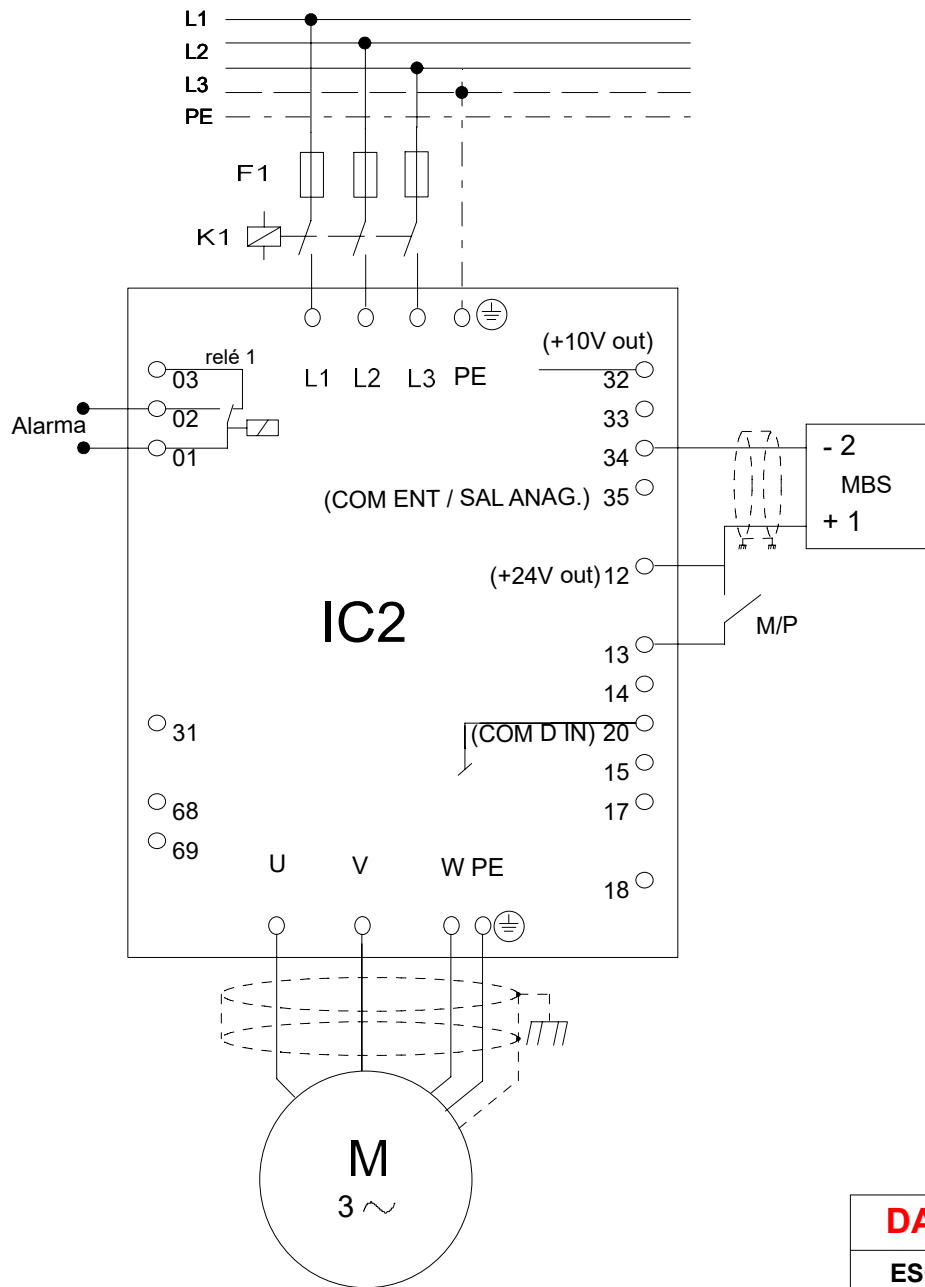 L1
L2
L3
PE
F1
K1
03
relé 1
02
Alarma
01
L1 L2 L3 PE
(+10V out)
32
33
34
(COM ENT / SAL ANAG.) 35
- 2
MBS
+ 1
(+24V out) 12
M/P
IC2
13
14
31
(COM D IN) 20
15
68
17
69
18
U V W PE
M
3
DA
ES